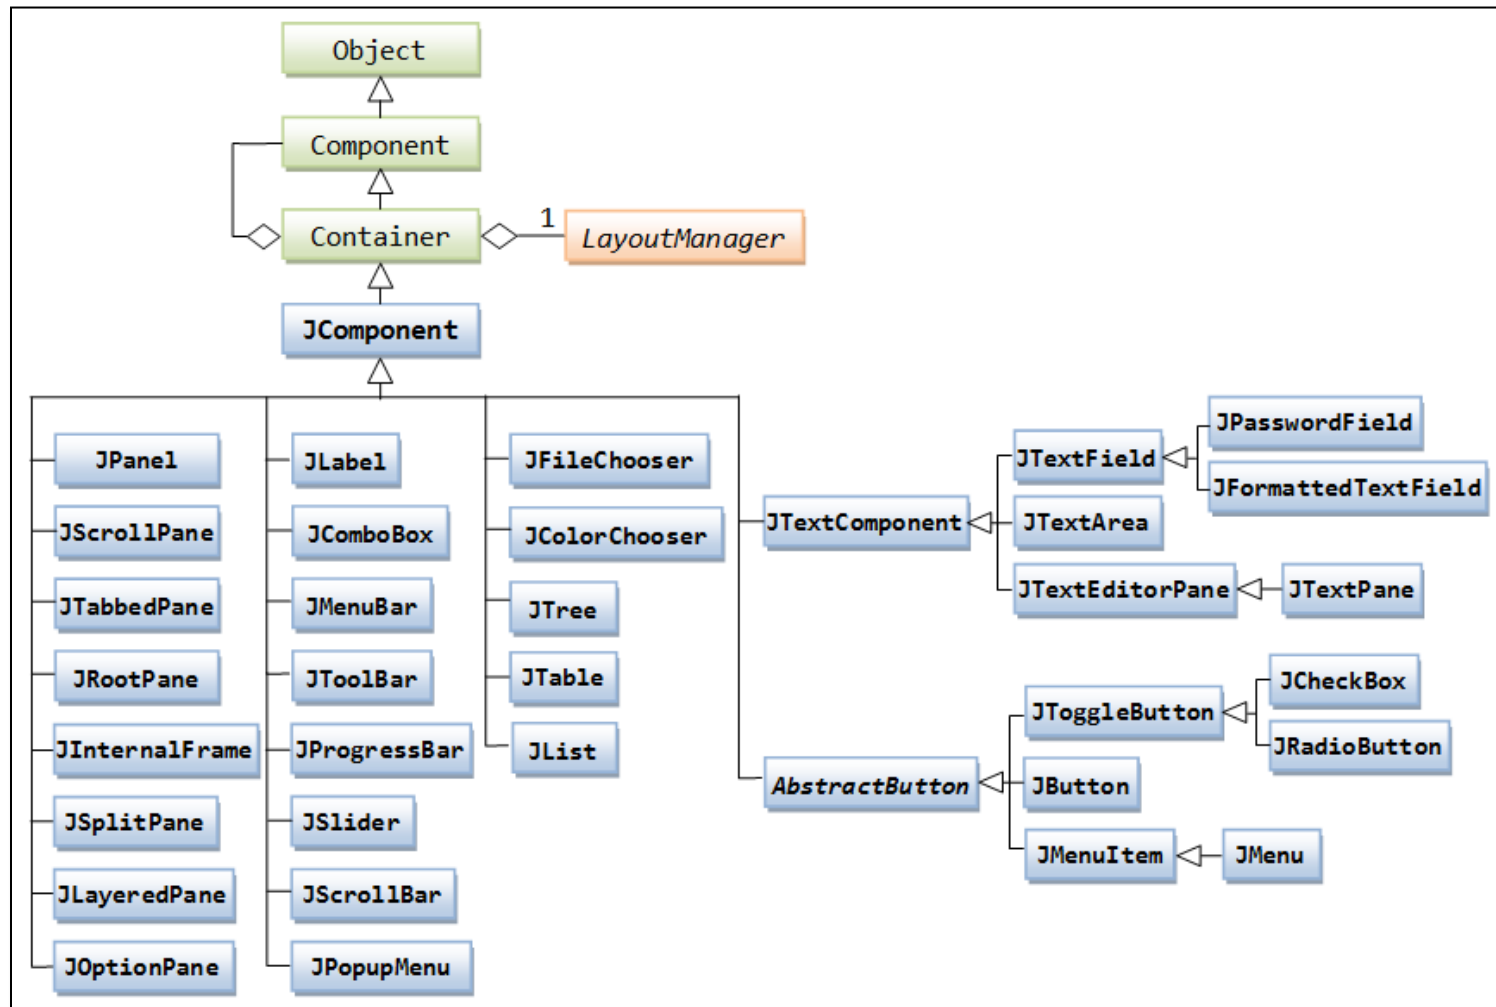 Object
Component
Container
1
LayoutManager
JComponent
JPanel
JScrollPane
JTabbedPane
JRootPane
JInternalFrame
JSplitPane
JLayeredPane
JOptionPane
JLabel
JComboBox
JMenuBar
JToolBar
JProgressBar
JSlider
JScrollBar
JPopupMenu
JFileChooser
JColorChooser
JTree
JTable
JList
JTextComponent
JTextField
JPasswordField
JFormattedTextField
JTextArea
JTextEditorPane
JTextPane
AbstractButton
JToggleButton
JCheckBox
JRadioButton
JButton
JMenuItem
JMenu